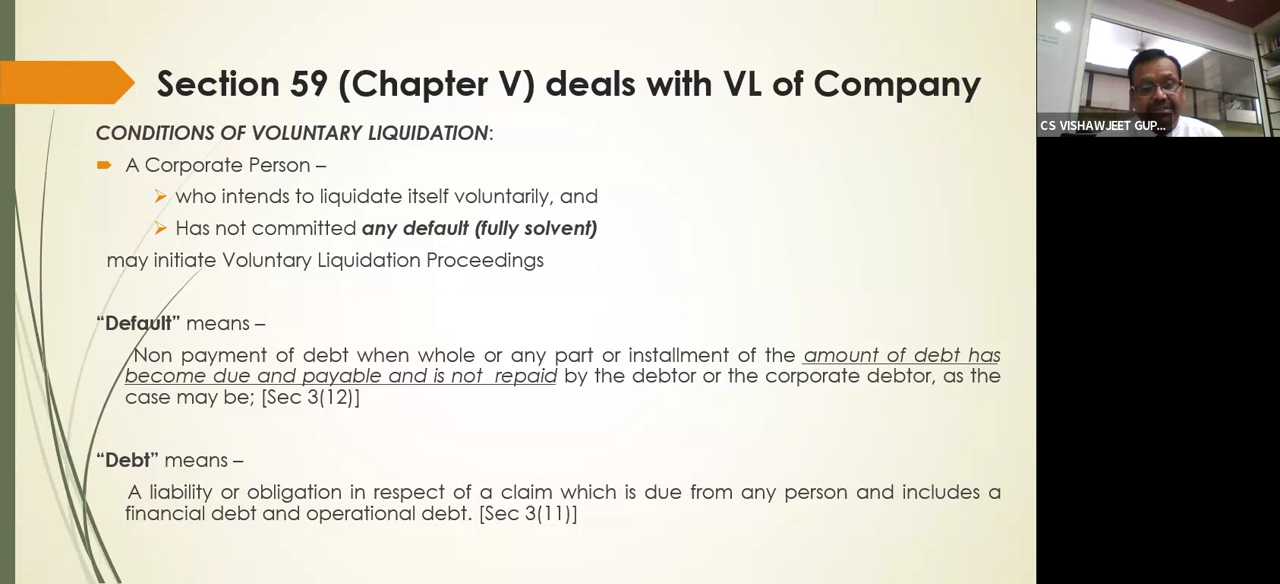 Section 59 (Chapter V) deals with VL of Company
CS VISHAWJEET GUP...
CONDITIONS OF VOLUNTARY LIQUIDATION:
A Corporate Person –
who intends to liquidate itself voluntarily, and
Has not committed any default (fully solvent)
may initiate Voluntary Liquidation Proceedings
“Default” means –
Non payment of debt when whole or any part or installment of the amount of debt has
become due and payable and is not repaid by the debtor or the corporate debtor, as the
case may be; [Sec 3(12)]
“Debt” means –
A liability or obligation in respect of a claim which is due from any person and includes a
financial debt and operational debt. [Sec 3(11)]